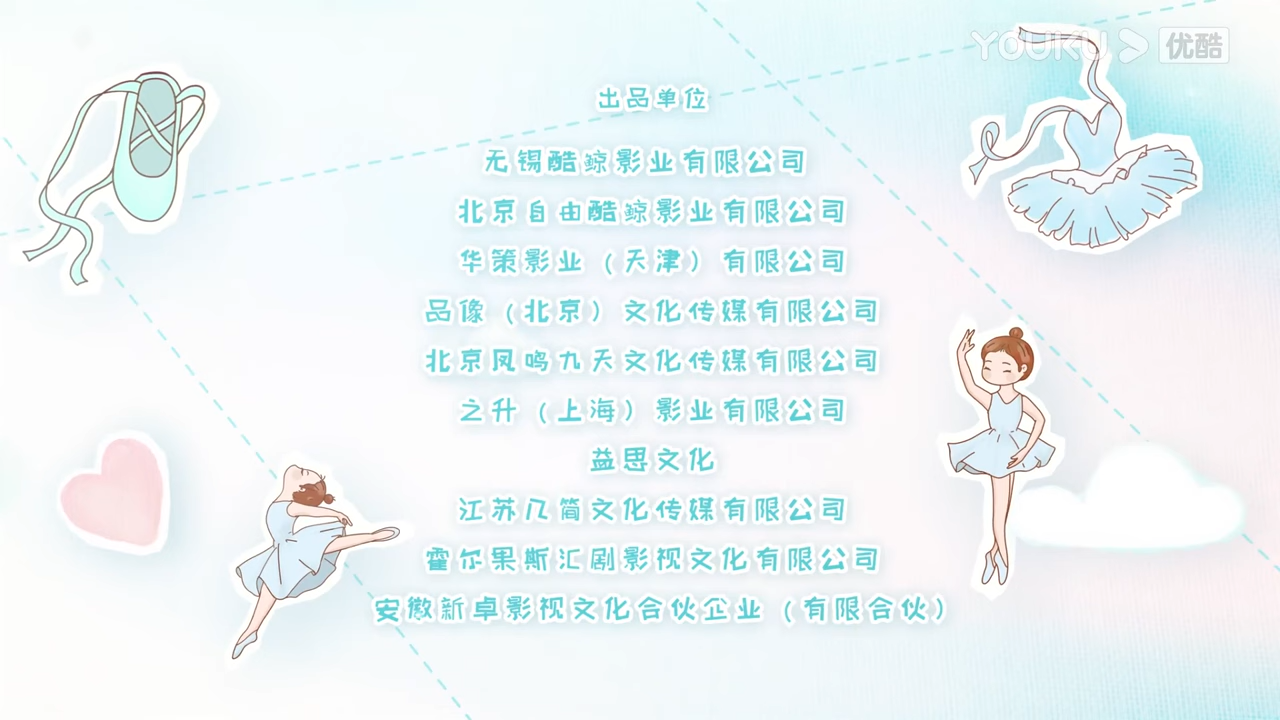 YOUKU 优酷
出品单位
无锡酷鲸影业有限公司
北京自由酷鲸影业有限公司
华策影业（天津）有限公司
品像（北京）文化传媒有限公司
北京凤鸣九天文化传媒有限公司
之升（上海）影业有限公司
益思文化
江苏几简文化传媒有限公司
霍尔果斯汇剧影视文化有限公司
安徽新卓影视文化合伙企业（有限合伙）